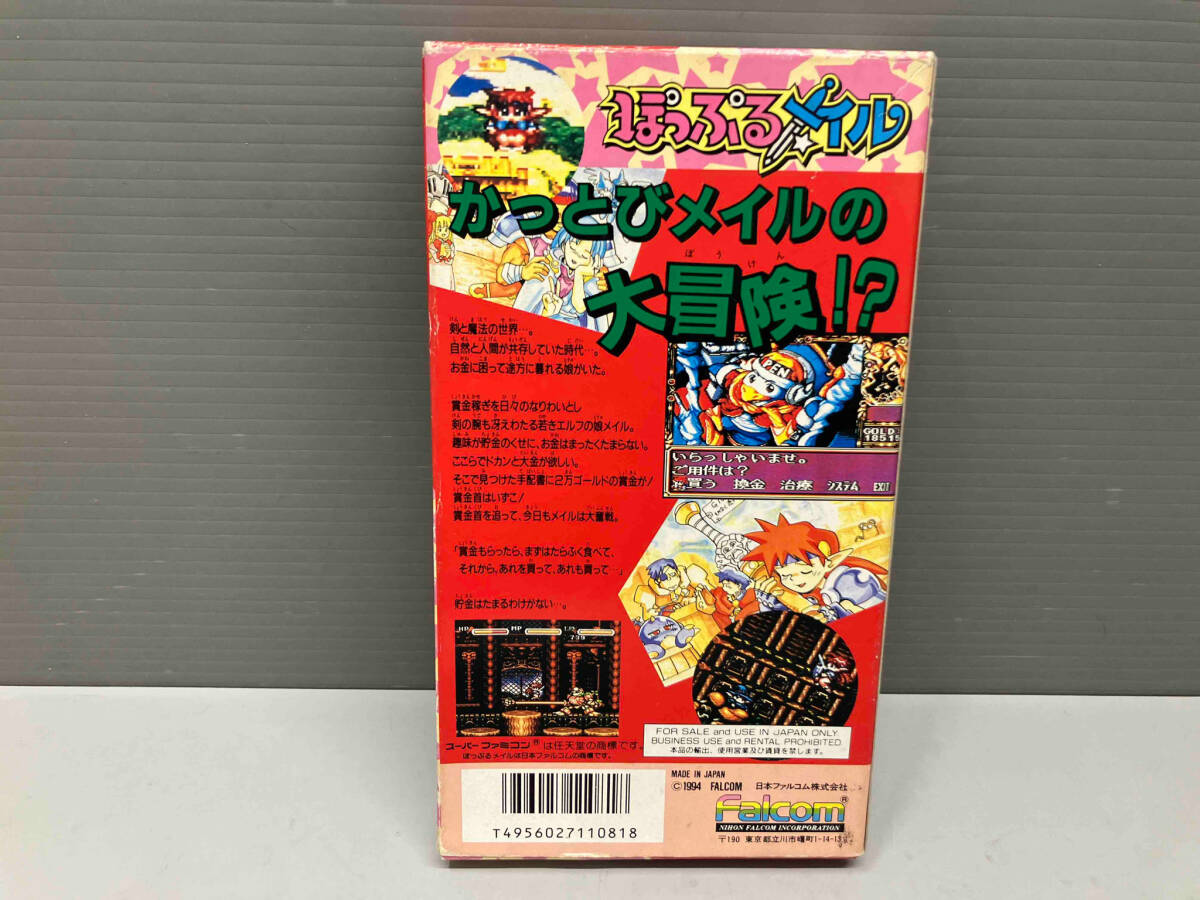 ぽっぷるメイル
かっとびメイルの
大冒険!?
ぼうけん
剣と魔法の世界…。
自然と人間が共存していた時代…。
お金に困って途方に暮れる娘がいた。
賞金稼ぎを日々のなりわいとし
剣の腕も冴えわたる若きエルフの娘メイル。
趣味が貯金のくせに、お金はまったくたまらない。
ここらでドカンと大金が欲しい。
そこで見つけた手配書に2万ゴールドの賞金が!
賞金首はいずこ!
賞金首を追って、今日もメイルは大奮戦。
「賞金もらったら、まずはたらふく食べて、
それから、あれを買って、あれも買って…」
貯金はたまるわけがない…。
PEN
GOLD
18515
いらっしゃいませ。
ご用件は?
買う 換金 治療 システム EXIT
MP
799
スーパーファミコン®は任天堂の商標です。
ぽっぷるメイルは日本ファルコムの商標です。
FOR SALE and USE IN JAPAN ONLY.
BUSINESS USE and RENTAL PROHIBITED.
本品の輸出、使用営業及び賃貸を禁じます。
T4956027110818
MADE IN JAPAN
©1994 FALCOM 日本ファルコム株式会社
Falcom®
NIHON FALCOM INCORPORATION
〒190 東京都立川市曙町1-14-13